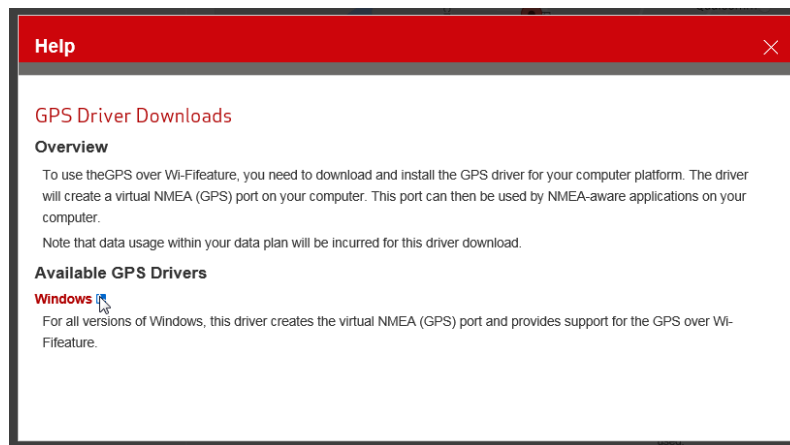 Help
GPS Driver Downloads
Overview
To use theGPS over Wi-Fifeature, you need to download and install the GPS driver for your computer platform. The driver
will create a virtual NMEA (GPS) port on your computer. This port can then be used by NMEA-aware applications on your
computer.
Note that data usage within your data plan will be incurred for this driver download.
Available GPS Drivers
Windows
For all versions of Windows, this driver creates the virtual NMEA (GPS) port and provides support for the GPS over Wi-
Fifeature.